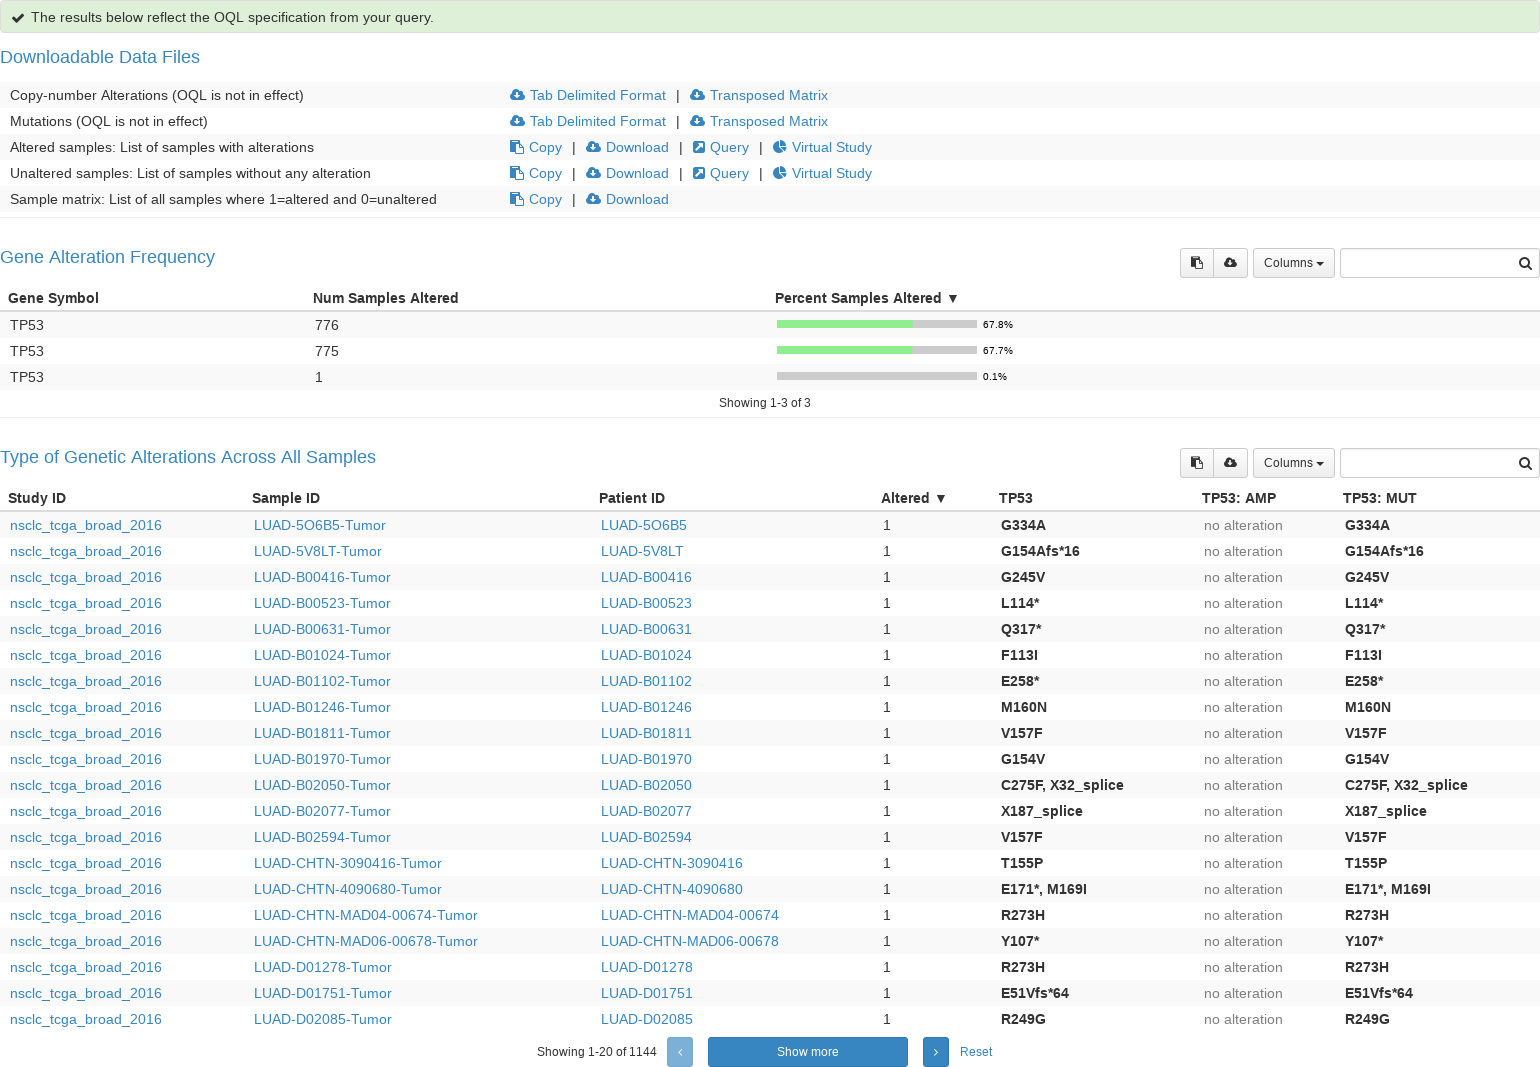 The results below reflect the OQL specification from your query.
Downloadable Data Files
Copy-number Alterations (OQL is not in effect) Tab Delimited Format | Transposed Matrix
Mutations (OQL is not in effect) Tab Delimited Format | Transposed Matrix
Altered samples: List of samples with alterations Copy | Download | Query | Virtual Study
Unaltered samples: List of samples without any alteration Copy | Download | Query | Virtual Study
Sample matrix: List of all samples where 1=altered and 0=unaltered Copy | Download
Gene Alteration Frequency Columns
Gene Symbol Num Samples Altered Percent Samples Altered ▼
TP53 776 67.8%
TP53 775 67.7%
TP53 1 0.1%
Showing 1-3 of 3
Type of Genetic Alterations Across All Samples Columns
Study ID Sample ID Patient ID Altered ▼ TP53 TP53: AMP TP53: MUT
nsclc_tcga_broad_2016 LUAD-5O6B5-Tumor LUAD-5O6B5 1 G334A no alteration G334A
nsclc_tcga_broad_2016 LUAD-5V8LT-Tumor LUAD-5V8LT 1 G154Afs*16 no alteration G154Afs*16
nsclc_tcga_broad_2016 LUAD-B00416-Tumor LUAD-B00416 1 G245V no alteration G245V
nsclc_tcga_broad_2016 LUAD-B00523-Tumor LUAD-B00523 1 L114* no alteration L114*
nsclc_tcga_broad_2016 LUAD-B00631-Tumor LUAD-B00631 1 Q317* no alteration Q317*
nsclc_tcga_broad_2016 LUAD-B01024-Tumor LUAD-B01024 1 F113I no alteration F113I
nsclc_tcga_broad_2016 LUAD-B01102-Tumor LUAD-B01102 1 E258* no alteration E258*
nsclc_tcga_broad_2016 LUAD-B01246-Tumor LUAD-B01246 1 M160N no alteration M160N
nsclc_tcga_broad_2016 LUAD-B01811-Tumor LUAD-B01811 1 V157F no alteration V157F
nsclc_tcga_broad_2016 LUAD-B01970-Tumor LUAD-B01970 1 G154V no alteration G154V
nsclc_tcga_broad_2016 LUAD-B02050-Tumor LUAD-B02050 1 C275F, X32_splice no alteration C275F, X32_splice
nsclc_tcga_broad_2016 LUAD-B02077-Tumor LUAD-B02077 1 X187_splice no alteration X187_splice
nsclc_tcga_broad_2016 LUAD-B02594-Tumor LUAD-B02594 1 V157F no alteration V157F
nsclc_tcga_broad_2016 LUAD-CHTN-3090416-Tumor LUAD-CHTN-3090416 1 T155P no alteration T155P
nsclc_tcga_broad_2016 LUAD-CHTN-4090680-Tumor LUAD-CHTN-4090680 1 E171*, M169I no alteration E171*, M169I
nsclc_tcga_broad_2016 LUAD-CHTN-MAD04-00674-Tumor LUAD-CHTN-MAD04-00674 1 R273H no alteration R273H
nsclc_tcga_broad_2016 LUAD-CHTN-MAD06-00678-Tumor LUAD-CHTN-MAD06-00678 1 Y107* no alteration Y107*
nsclc_tcga_broad_2016 LUAD-D01278-Tumor LUAD-D01278 1 R273H no alteration R273H
nsclc_tcga_broad_2016 LUAD-D01751-Tumor LUAD-D01751 1 E51Vfs*64 no alteration E51Vfs*64
nsclc_tcga_broad_2016 LUAD-D02085-Tumor LUAD-D02085 1 R249G no alteration R249G
Showing 1-20 of 1144 ‹ Show more › Reset